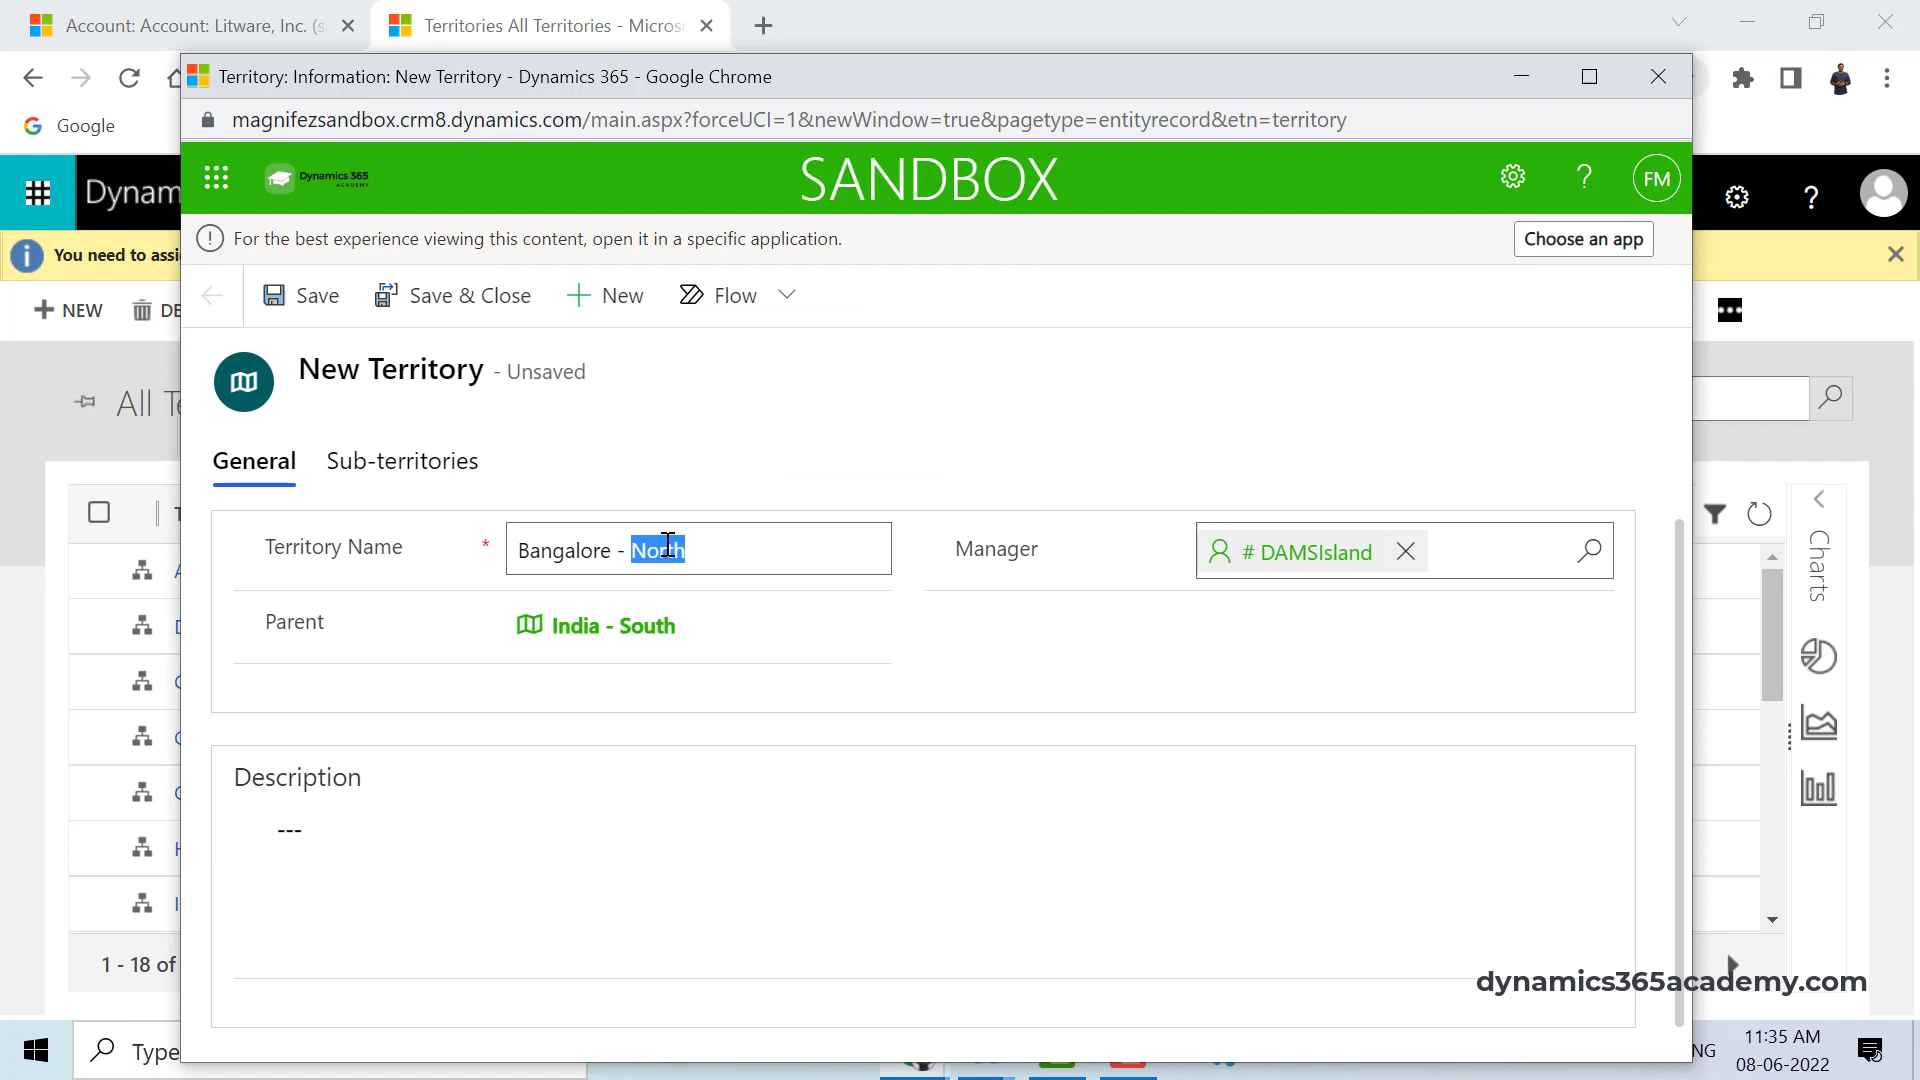 Account: Account: Litware, Inc. (s
Territories All Territories - Micros
Territory: Information: New Territory - Dynamics 365 - Google Chrome
magnifezsandbox.crm8.dynamics.com/main.aspx?forceUCI=1&newWindow=true&pagetype=entityrecord&etn=territory
Google
Dynam
Dynamics 365
ACADEMY
SANDBOX
?
FM
?
You need to assi
For the best experience viewing this content, open it in a specific application.
Choose an app
NEW
DE
Save
Save & Close
New
Flow
All Te
New Territory - Unsaved
General
Sub-territories
Territory Name * Bangalore - North
Manager
# DAMSIsland
Parent
India - South
Charts
Description
---
1 - 18 of
dynamics365academy.com
Type
NG
11:35 AM
08-06-2022